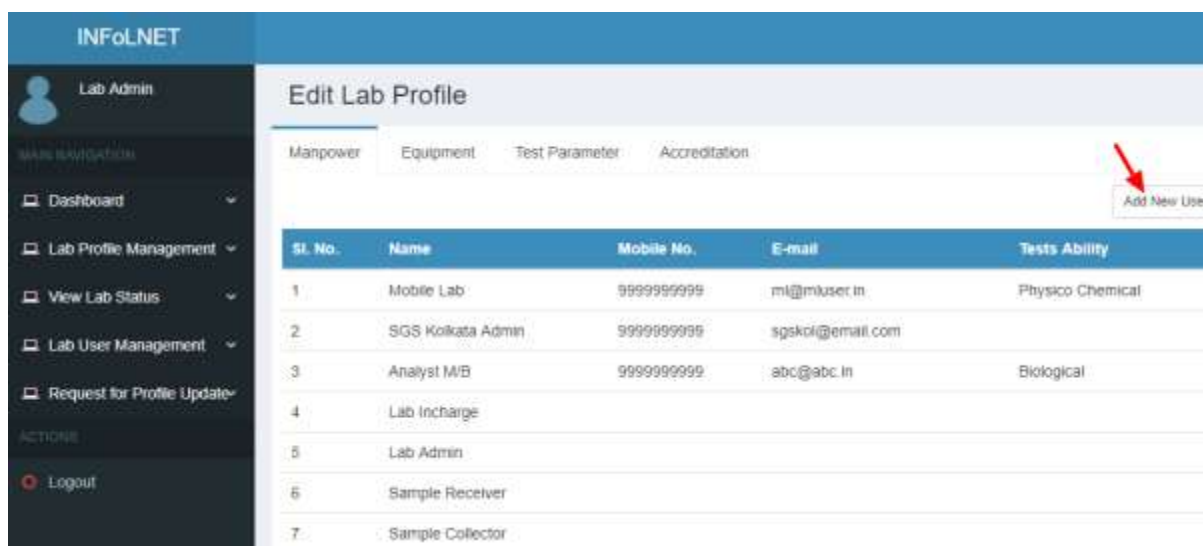 INFoLNET
Lab Admin
Edit Lab Profile
MAIN NAVIGATION
Manpower Equipment Test Parameter Accreditation
Dashboard
Add New Use
Lab Profile Management
Sl. No. Name Mobile No. E-mail Tests Ability
View Lab Status
1 Mobile Lab 9999999999 ml@mluser.in Physico Chemical
Lab User Management
2 SGS Kolkata Admin 9999999999 sgskol@email.com
Request for Profile Update
3 Analyst M/B 9999999999 abc@abc.in Biological
4 Lab Incharge
ACTIONS
5 Lab Admin
Logout
6 Sample Receiver
7 Sample Collector